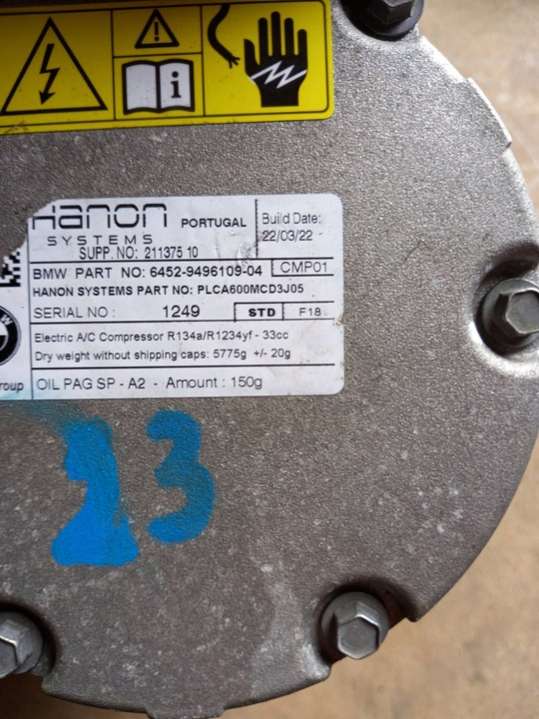 i
Hanon
SYSTEMS
PORTUGAL
Build Date:
22/03/22
SUPP. NO: 211375 10
BMW PART NO: 6452-9496109-04 CMP01
HANON SYSTEMS PART NO: PLCA600MCD3J05
SERIAL NO : 1249 STD F18
Electric A/C Compressor R134a/R1234yf - 33cc
Dry weight without shipping caps: 5775g +/- 20g
roup
OIL PAG SP - A2 - Amount : 150g
23